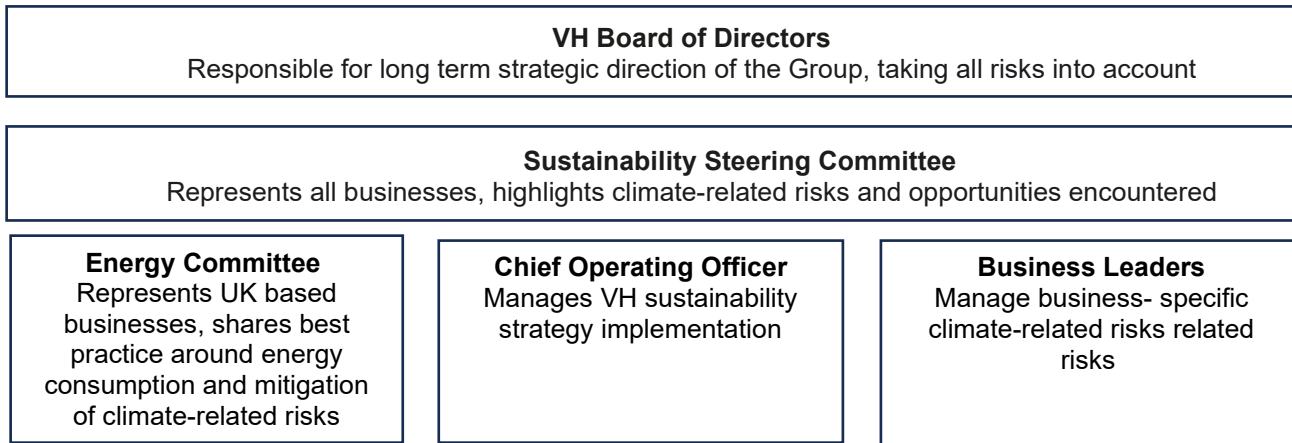 VH Board of Directors
Responsible for long term strategic direction of the Group, taking all risks into account
Sustainability Steering Committee
Represents all businesses, highlights climate-related risks and opportunities encountered
Energy Committee
Represents UK based
businesses, shares best
practice around energy
consumption and mitigation
of climate-related risks
Chief Operating Officer
Manages VH sustainability
strategy implementation
Business Leaders
Manage business- specific
climate-related risks related
risks